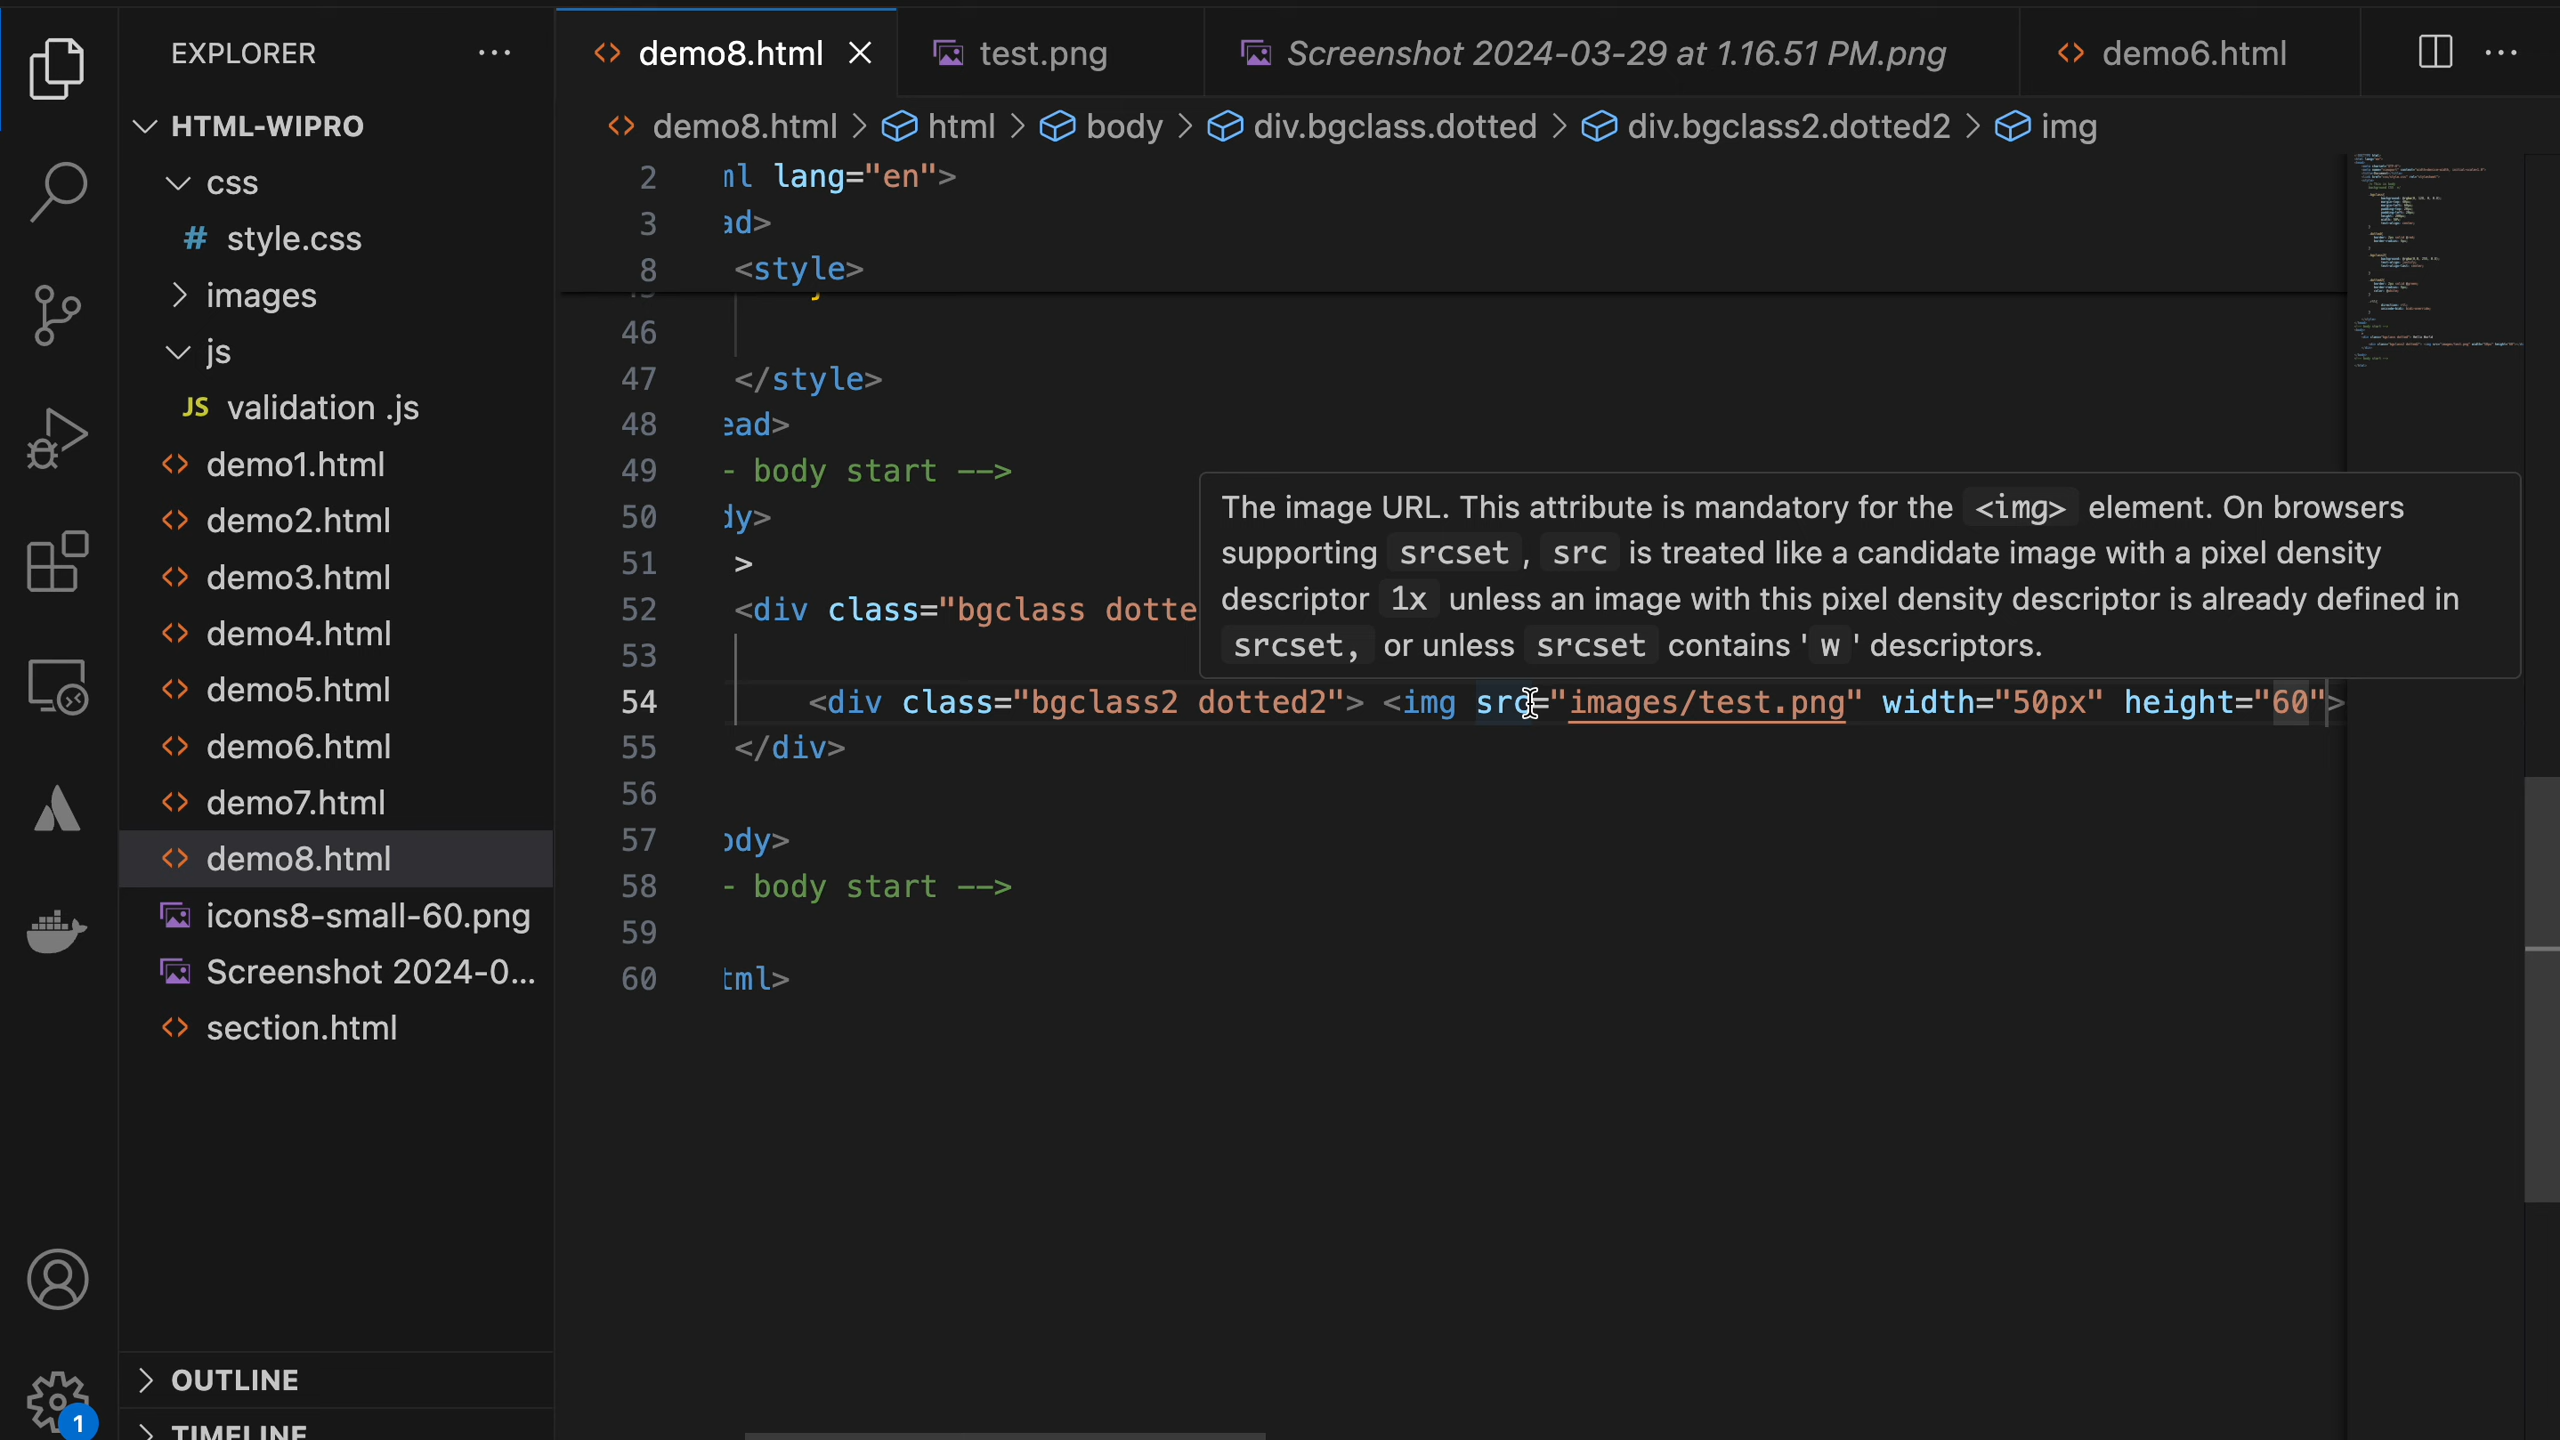 EXPLORER
HTML-WIPRO
css
# style.css
images
js
JS validation .js
demo1.html
demo2.html
demo3.html
demo4.html
demo5.html
demo6.html
demo7.html
demo8.html
icons8-small-60.png
Screenshot 2024-0...
section.html
OUTLINE
TIMELINE
1
demo8.html
test.png
Screenshot 2024-03-29 at 1.16.51 PM.png
demo6.html
demo8.html > html > body > div.bgclass.dotted > div.bgclass2.dotted2 > img
2 ml lang="en">
3 ad>
8 <style>
46
47 </style>
48 ead>
49 - body start -->
50 dy>
51 >
52 <div class="bgclass dotte
53
54 <div class="bgclass2 dotted2"> <img src="images/test.png" width="50px" height="60">
55 </div>
56
57 ody>
58 - body start -->
59
60 tml>
The image URL. This attribute is mandatory for the <img> element. On browsers
supporting srcset, src is treated like a candidate image with a pixel density
descriptor 1x unless an image with this pixel density descriptor is already defined in
srcset, or unless srcset contains 'w' descriptors.